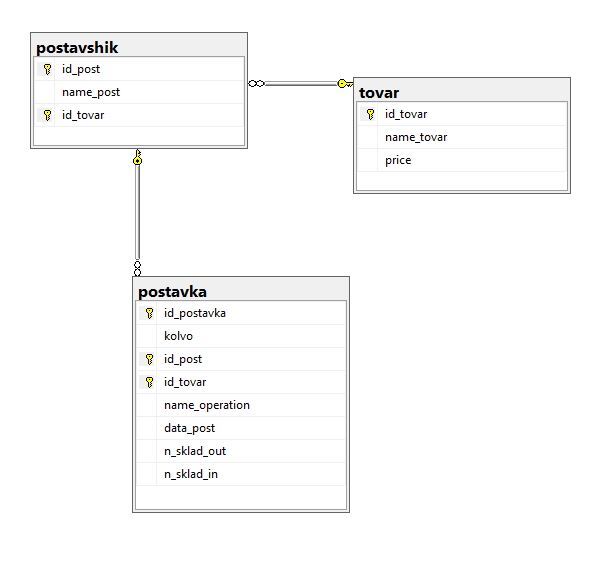 postavshik
id_post
name_post
id_tovar
tovar
id_tovar
name_tovar
price
postavka
id_postavka
kolvo
id_post
id_tovar
name_operation
data_post
n_sklad_out
n_sklad_in